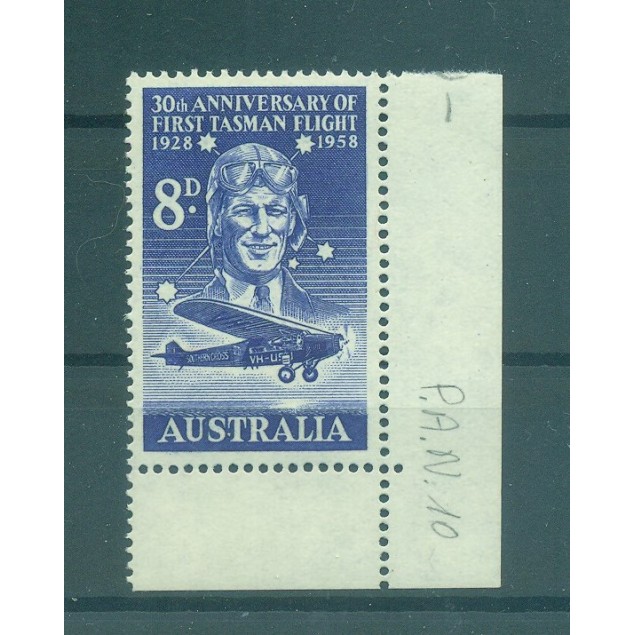 30th ANNIVERSARY OF
FIRST TASMAN FLIGHT
1928 1958
8D.
SOUTHERN CROSS
VH-US
AUSTRALIA
P.A.N. 10